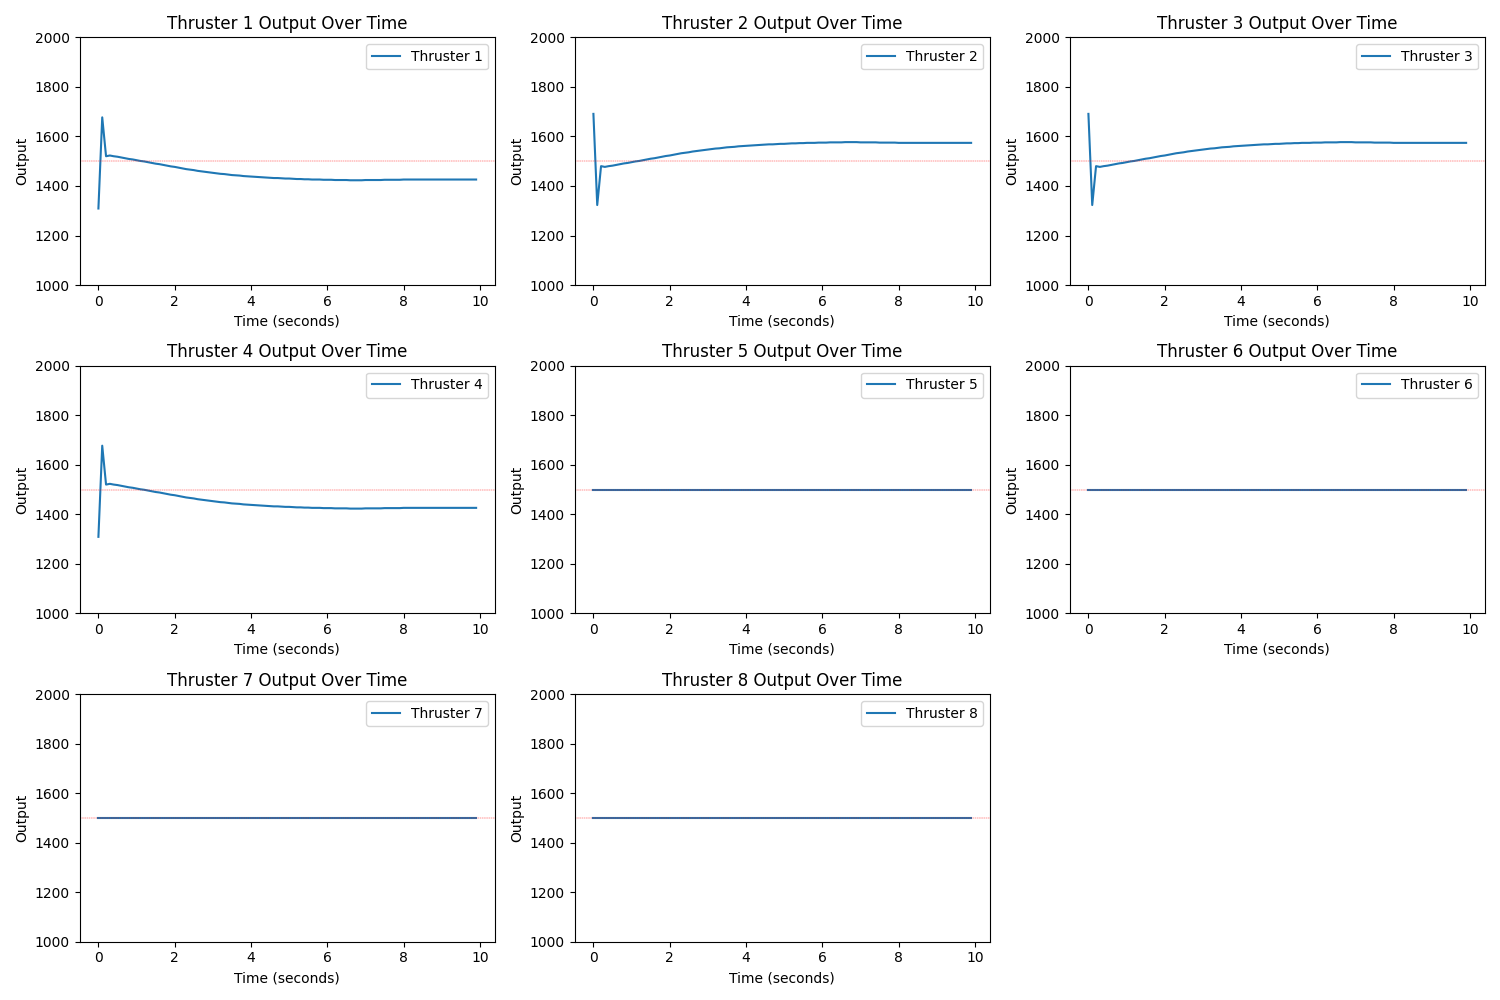 Thruster 1 Output Over Time
2000
1800
1600
1400
1200
1000
Output
Thruster 1
0 2 4 6 8 10
Time (seconds)
Thruster 2 Output Over Time
2000
1800
1600
1400
1200
1000
Output
Thruster 2
0 2 4 6 8 10
Time (seconds)
Thruster 3 Output Over Time
2000
1800
1600
1400
1200
1000
Output
Thruster 3
0 2 4 6 8 10
Time (seconds)
Thruster 4 Output Over Time
2000
1800
1600
1400
1200
1000
Output
Thruster 4
0 2 4 6 8 10
Time (seconds)
Thruster 5 Output Over Time
2000
1800
1600
1400
1200
1000
Output
Thruster 5
0 2 4 6 8 10
Time (seconds)
Thruster 6 Output Over Time
2000
1800
1600
1400
1200
1000
Output
Thruster 6
0 2 4 6 8 10
Time (seconds)
Thruster 7 Output Over Time
2000
1800
1600
1400
1200
1000
Output
Thruster 7
0 2 4 6 8 10
Time (seconds)
Thruster 8 Output Over Time
2000
1800
1600
1400
1200
1000
Output
Thruster 8
0 2 4 6 8 10
Time (seconds)